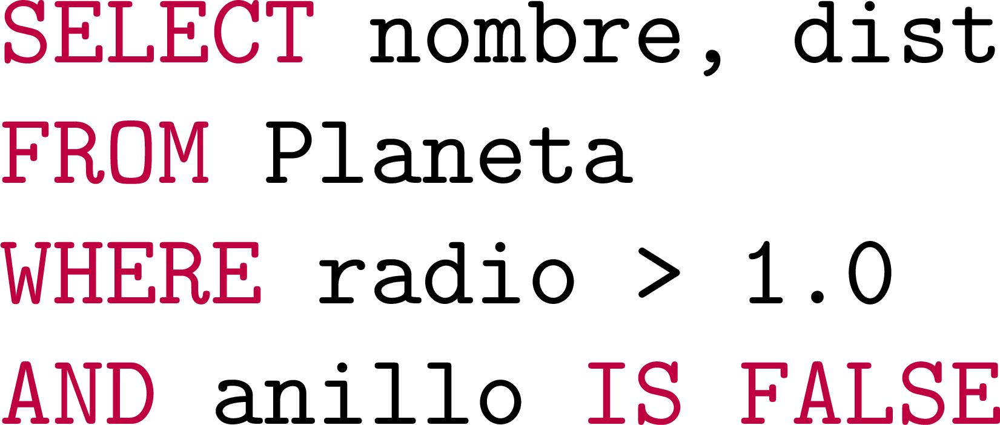 SELECT nombre, dist
FROM Planeta
WHERE radio > 1.0
AND anillo IS FALSE